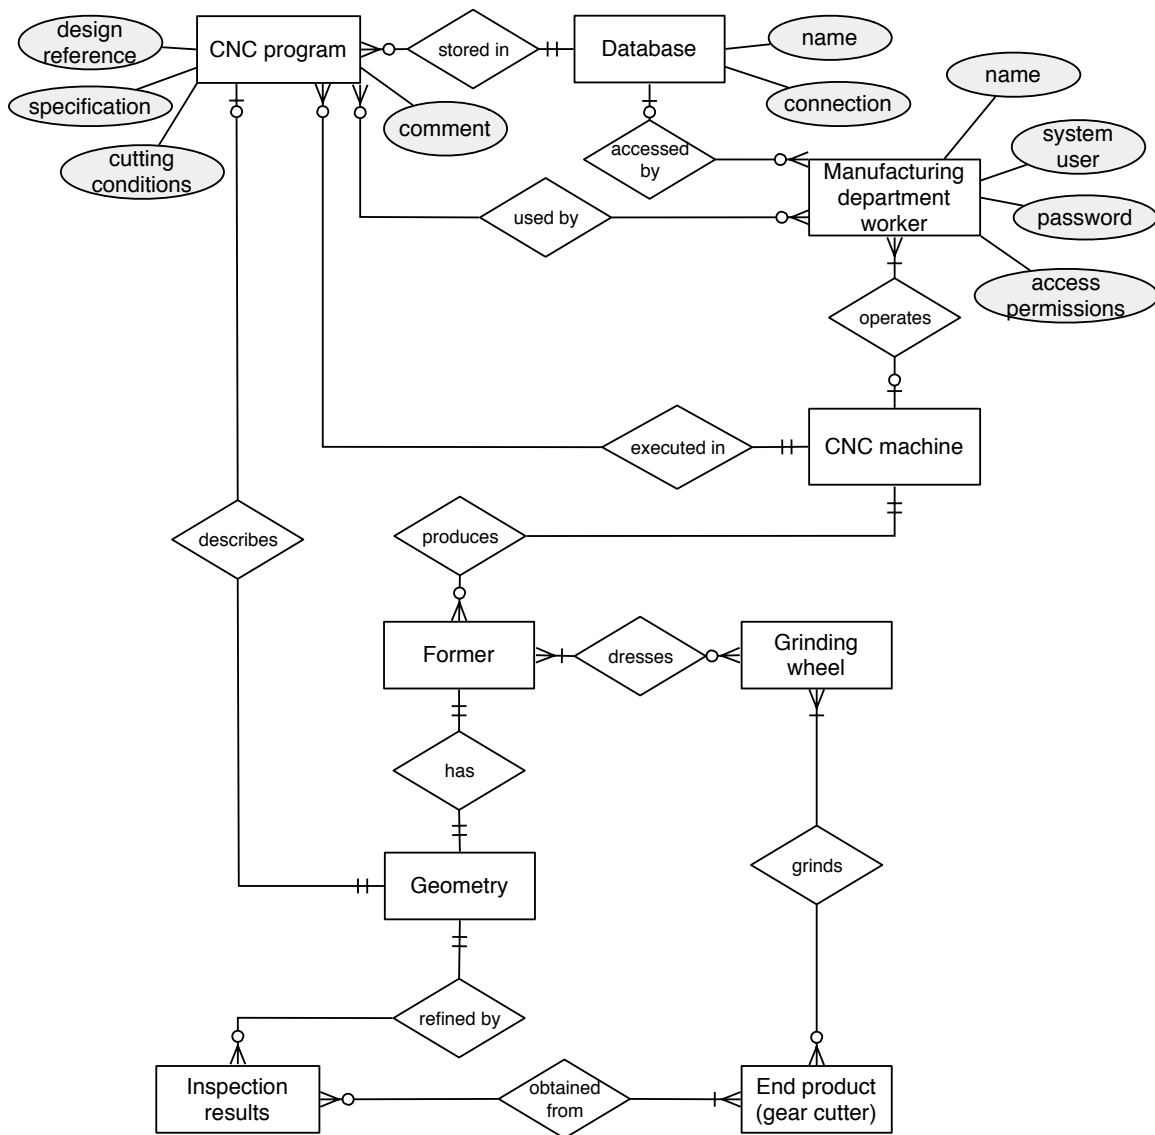 design
reference
CNC program
stored in
Database
name
name
specification
comment
connection
cutting
conditions
accessed
by
system
user
Manufacturing
department
worker
used by
password
access
permissions
operates
executed in
CNC machine
describes
produces
Former
dresses
Grinding
wheel
has
grinds
Geometry
refined by
Inspection
results
obtained
from
End product
(gear cutter)